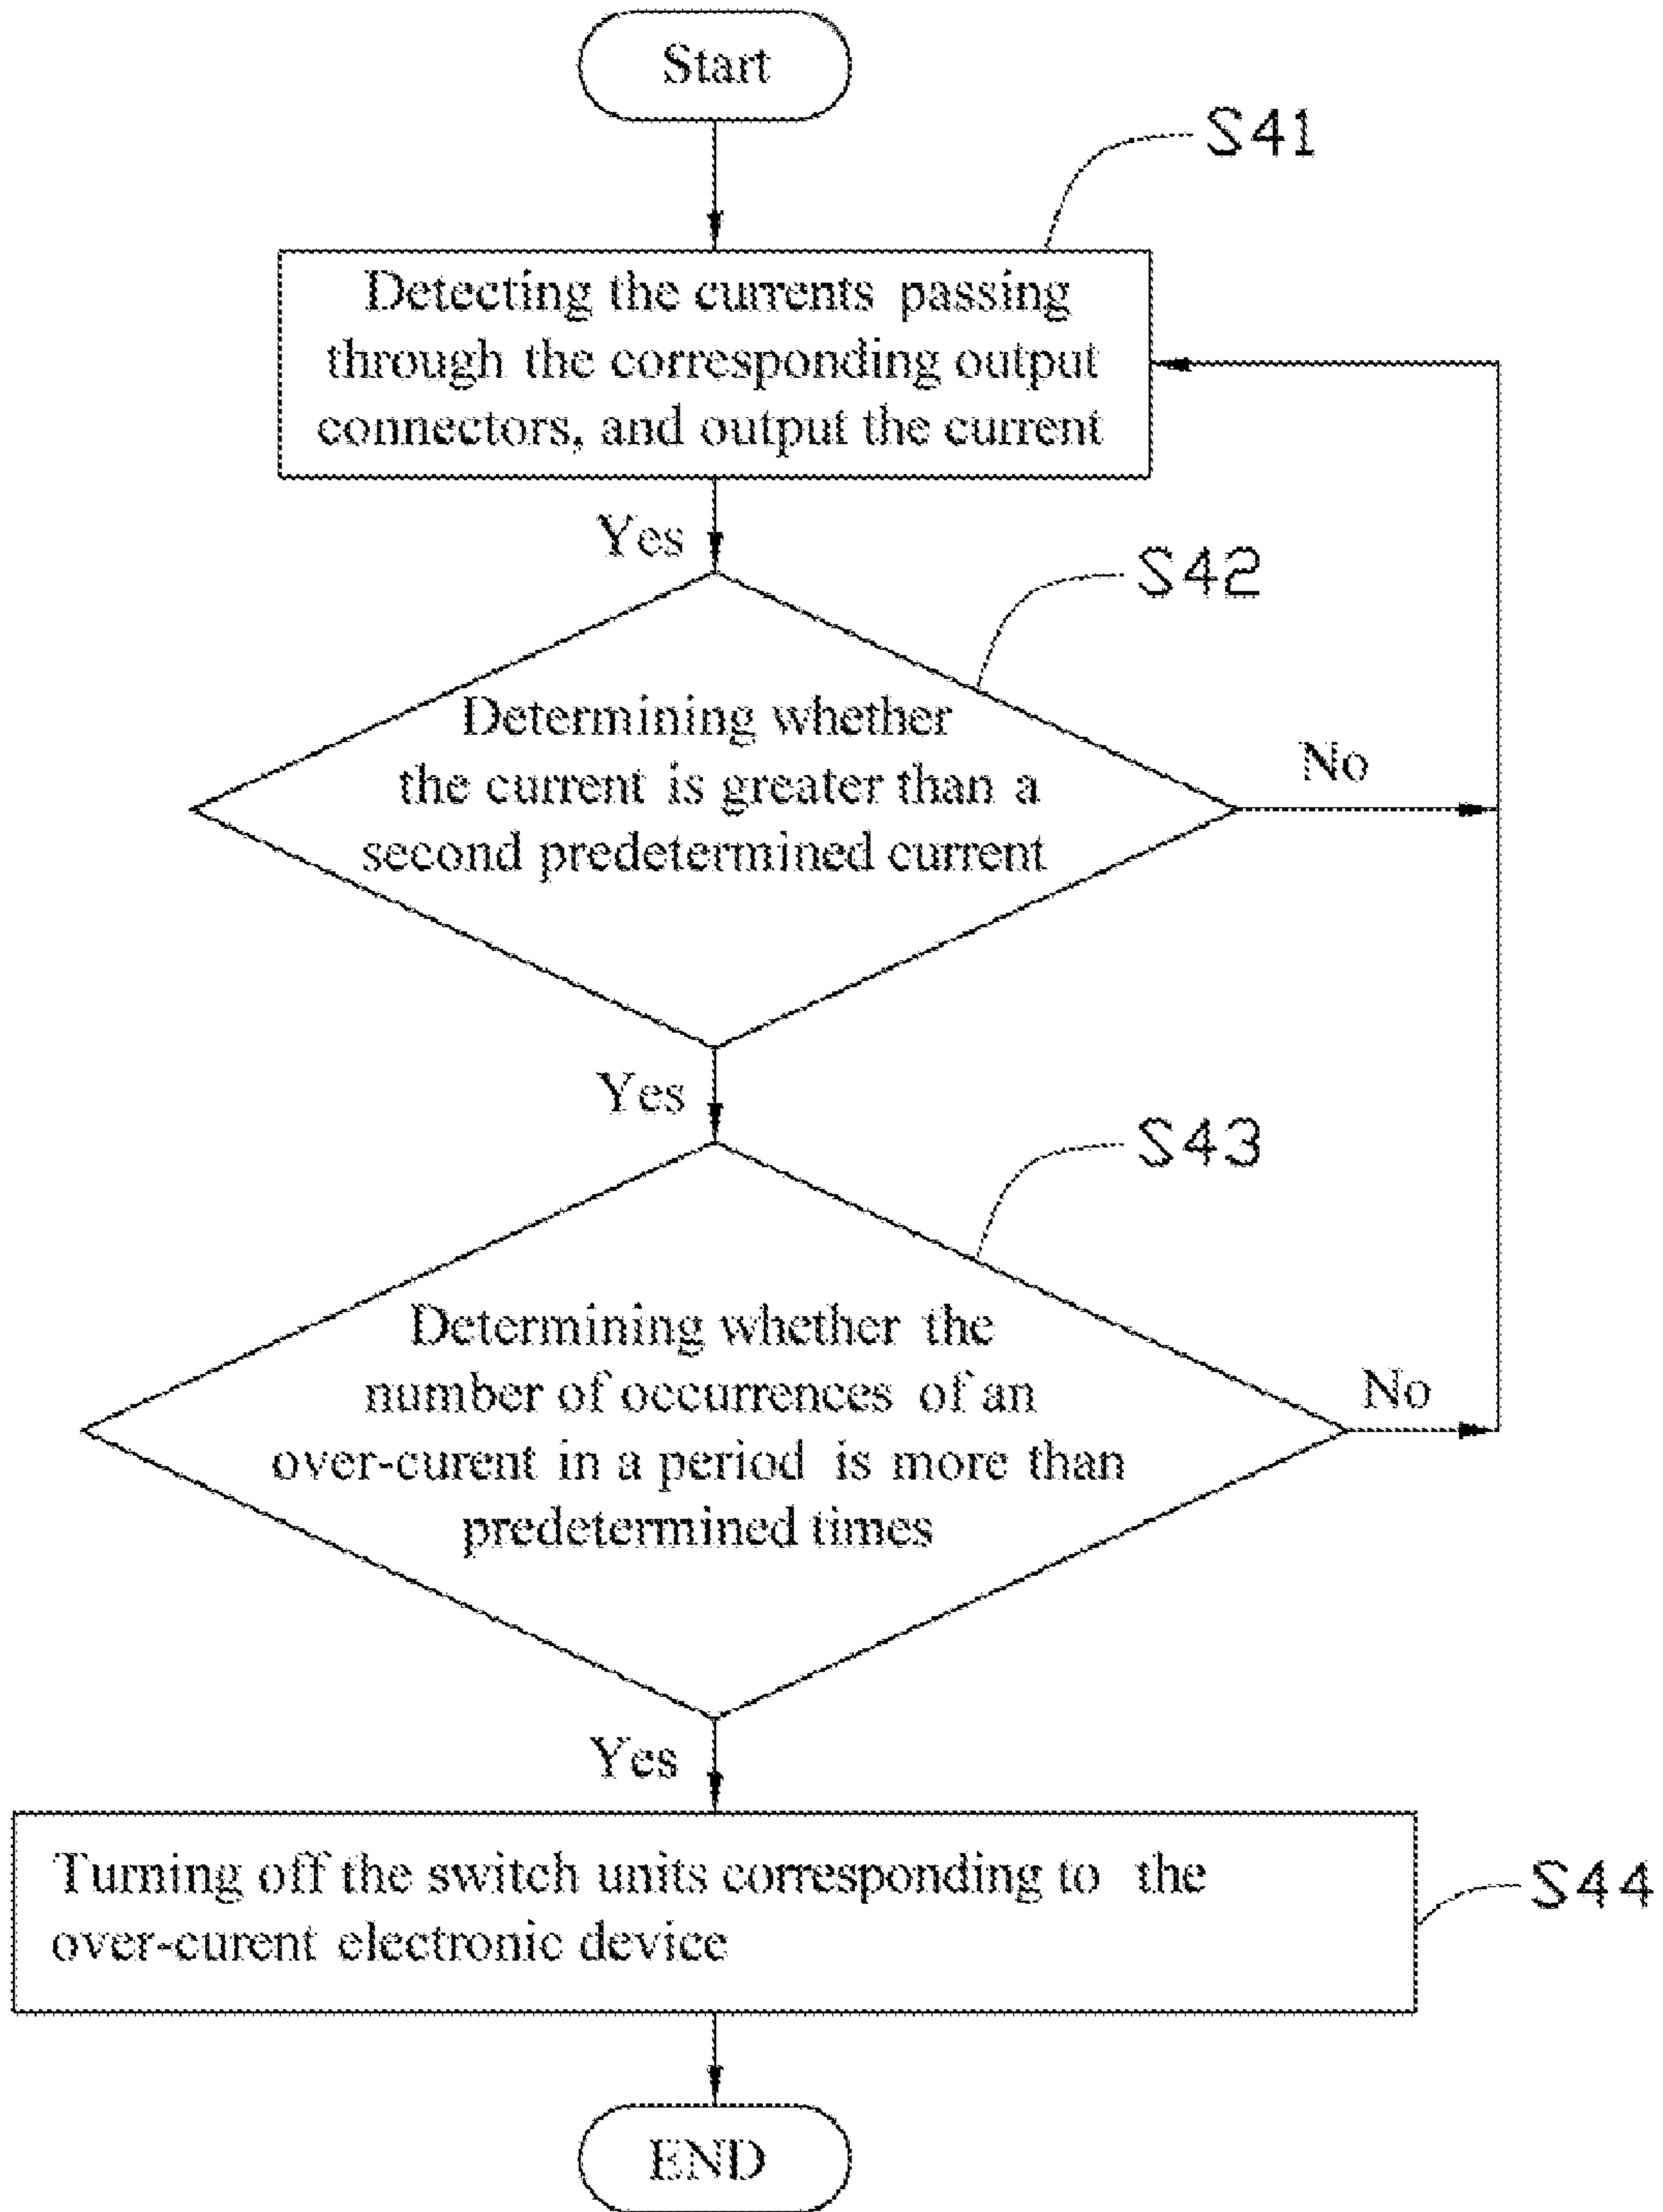 Start
S41
Detecting the currents passing
through the corresponding output
connectors, and output the current
Yes
S42
Determining whether
the current is greater than a
second predetermined current
No
Yes
S43
Determining whether the
number of occurrences of an
over-curent in a period is more than
predetermined times
No
Yes
Turning off the switch units corresponding to the
over-curent electronic device
S44
END